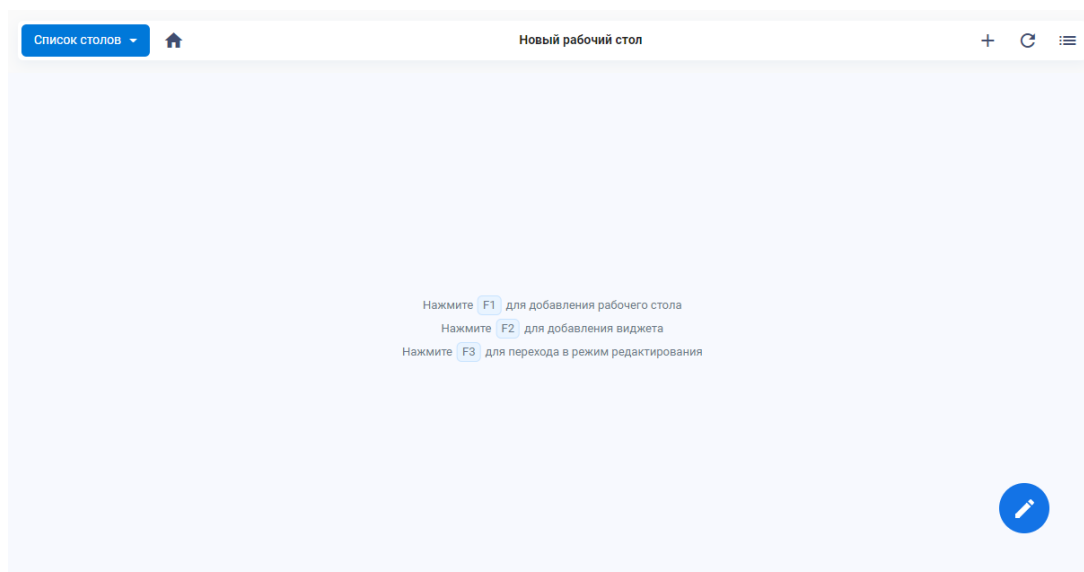 Список столов
Новый рабочий стол
Нажмите F1 для добавления рабочего стола
Нажмите F2 для добавления виджета
Нажмите F3 для перехода в режим редактирования